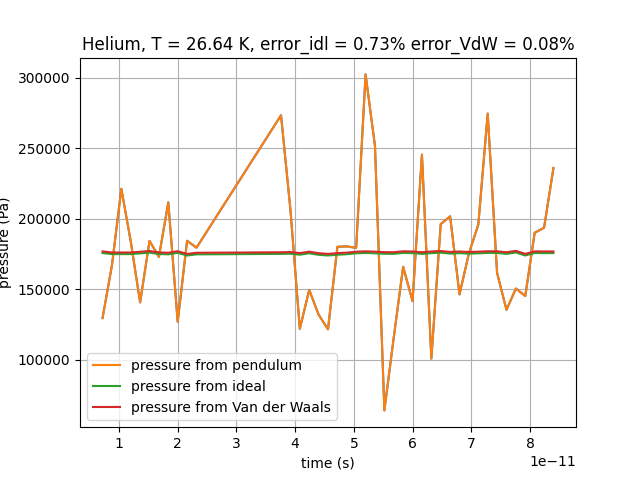 Helium, T = 26.64 K, error_idl = 0.73% error_VdW = 0.08%
300000
250000
200000
150000
100000
pressure (Pa)
pressure from pendulum
pressure from ideal
pressure from Van der Waals
1 2 3 4 5 6 7 8
1e−11
time (s)